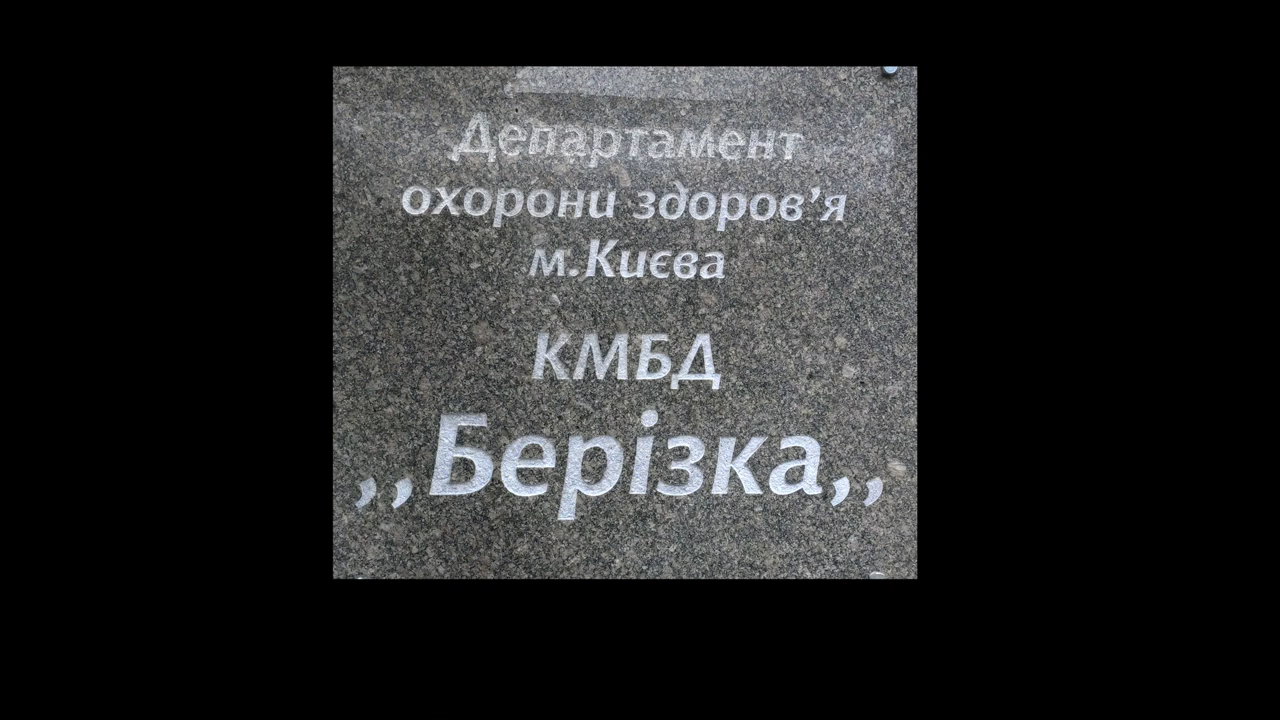 Департамент
охорони здоров’я
м.Києва
КМБД
,,Берізка,,